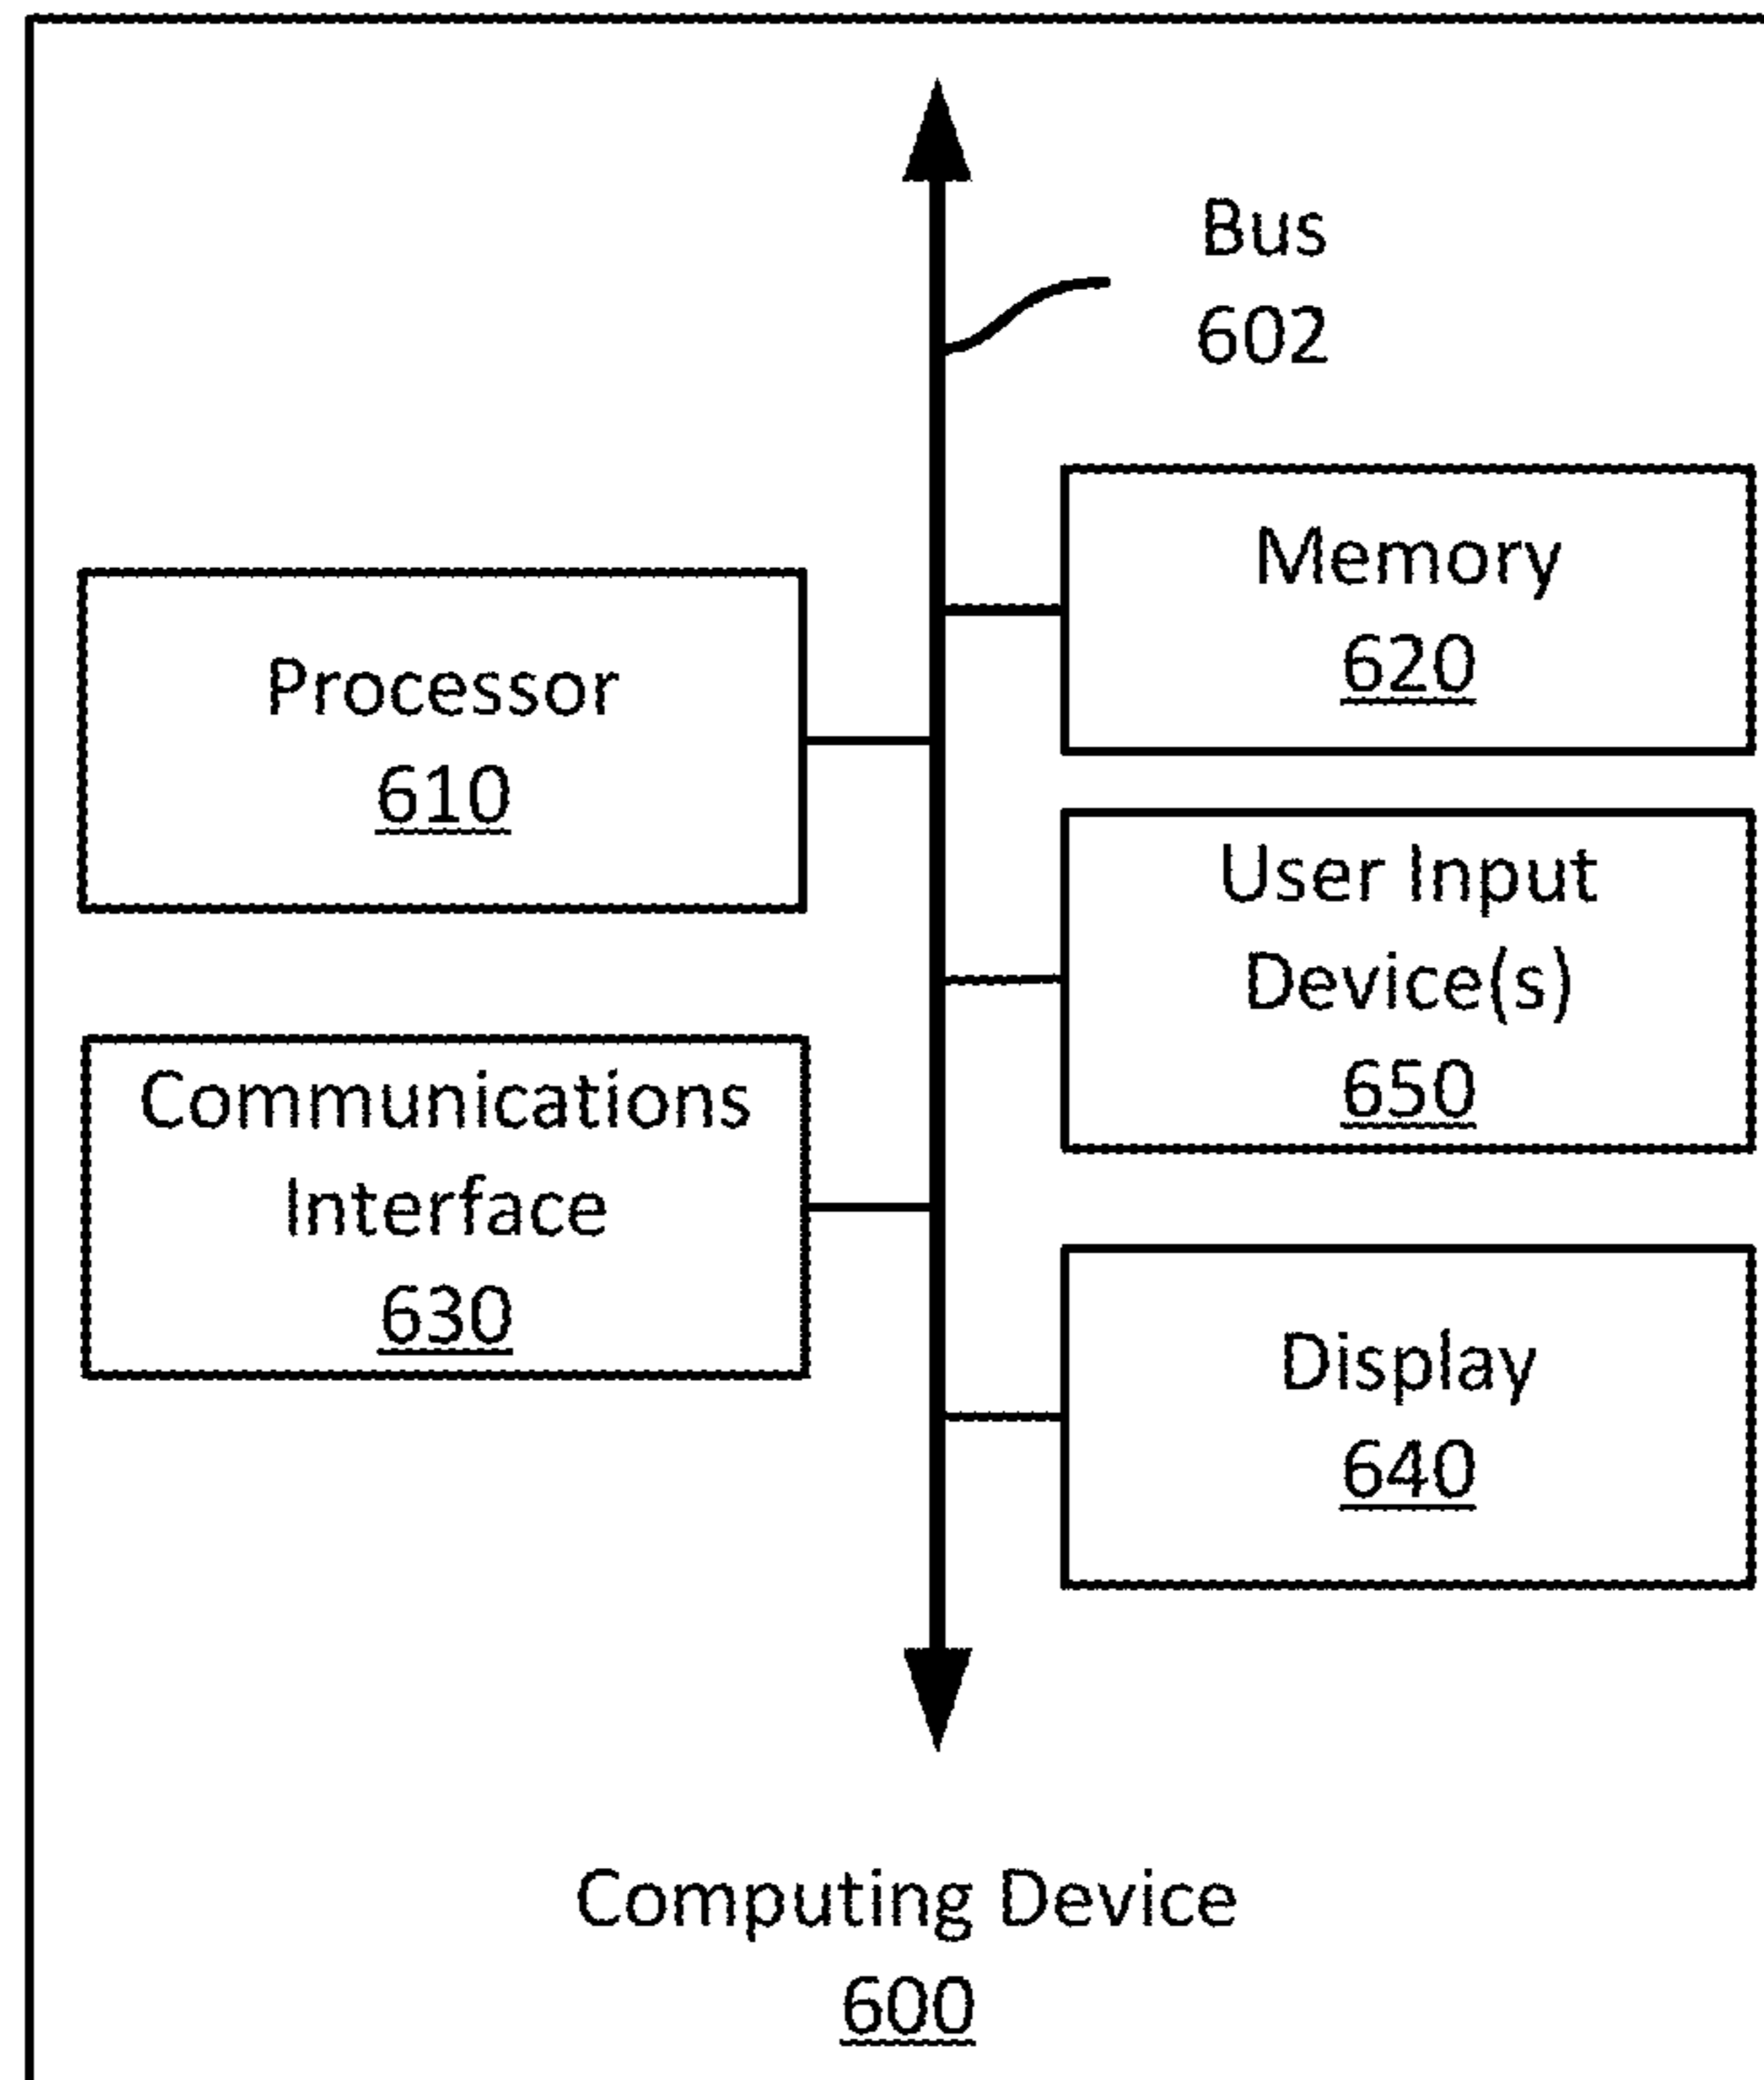 Bus
602
Memory
620
Processor
610
User Input
Device(s)
650
Communications
Interface
630
Display
640
Computing Device
600